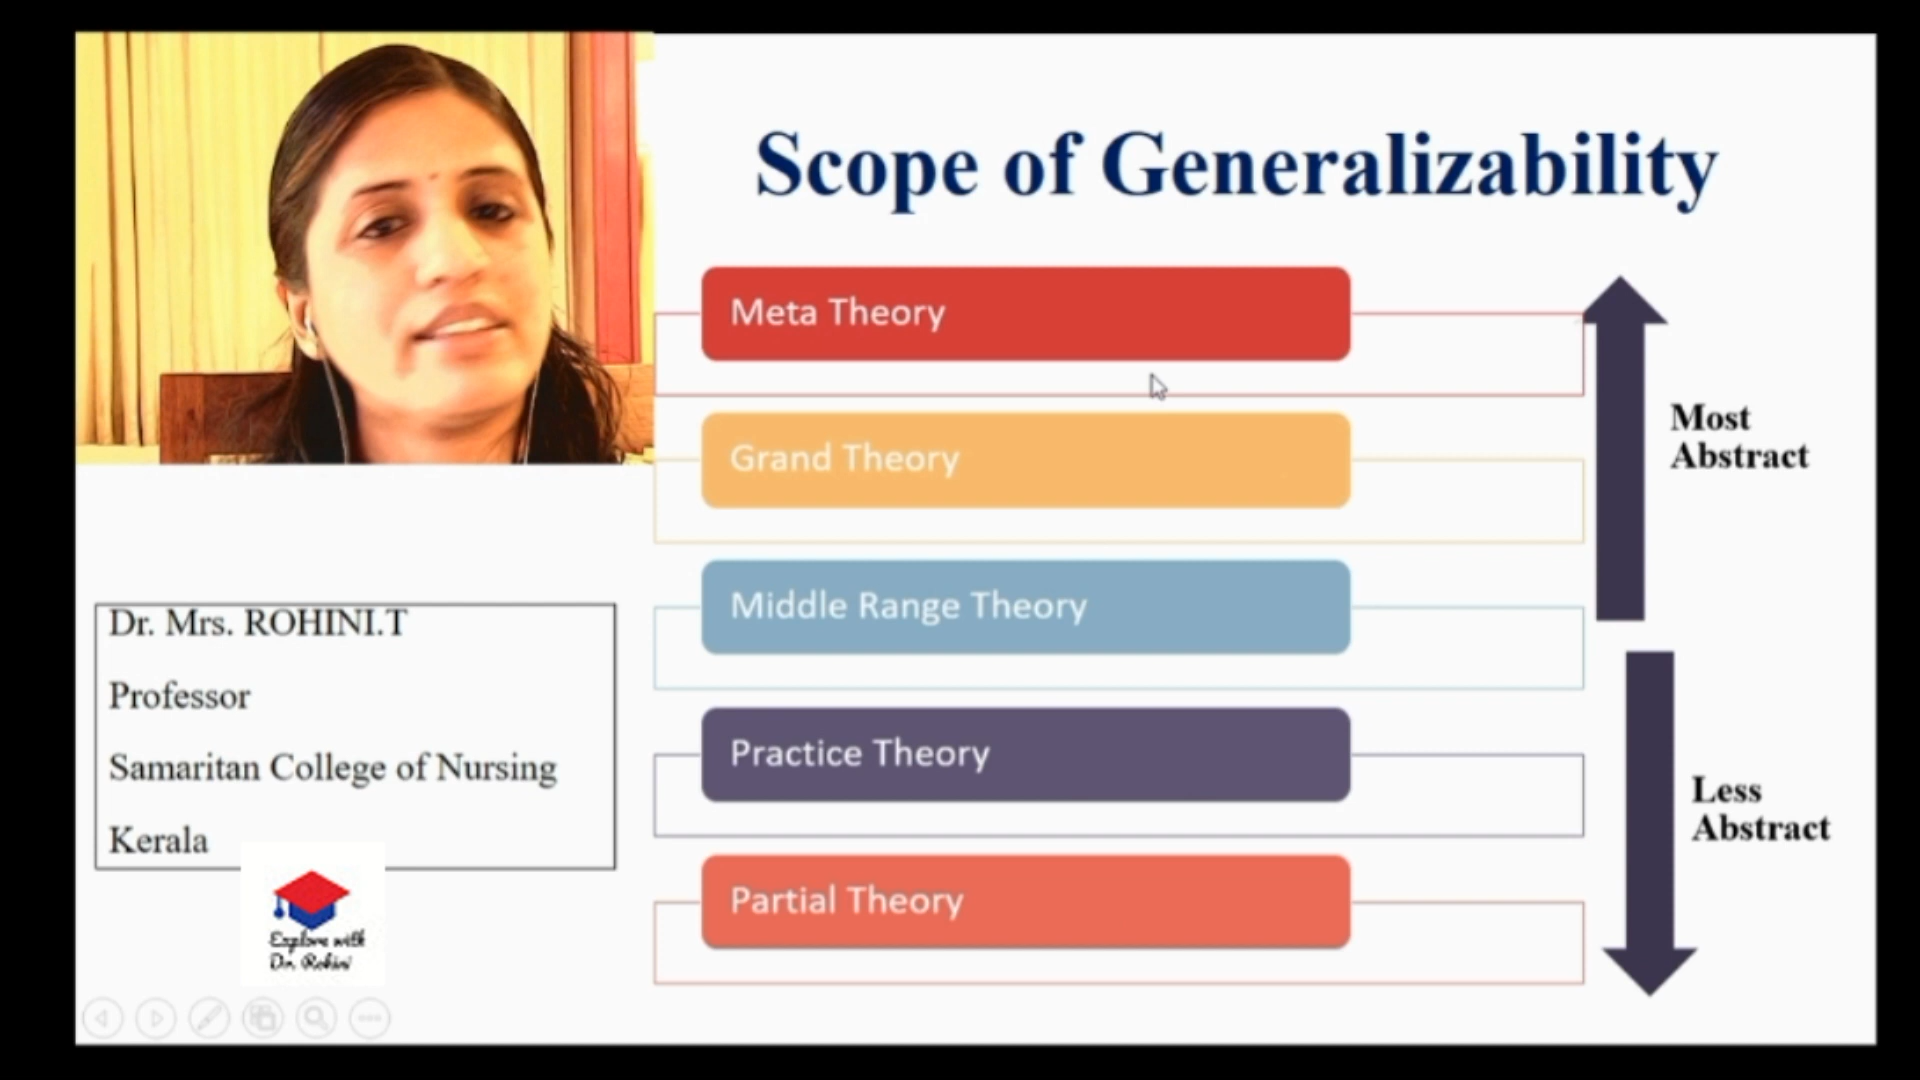 Scope of Generalizability
Meta Theory
Grand Theory
Middle Range Theory
Practice Theory
Partial Theory
Most
Abstract
Less
Abstract
Dr. Mrs. ROHINI.T
Professor
Samaritan College of Nursing
Kerala
Explore with
Dr. Rohini